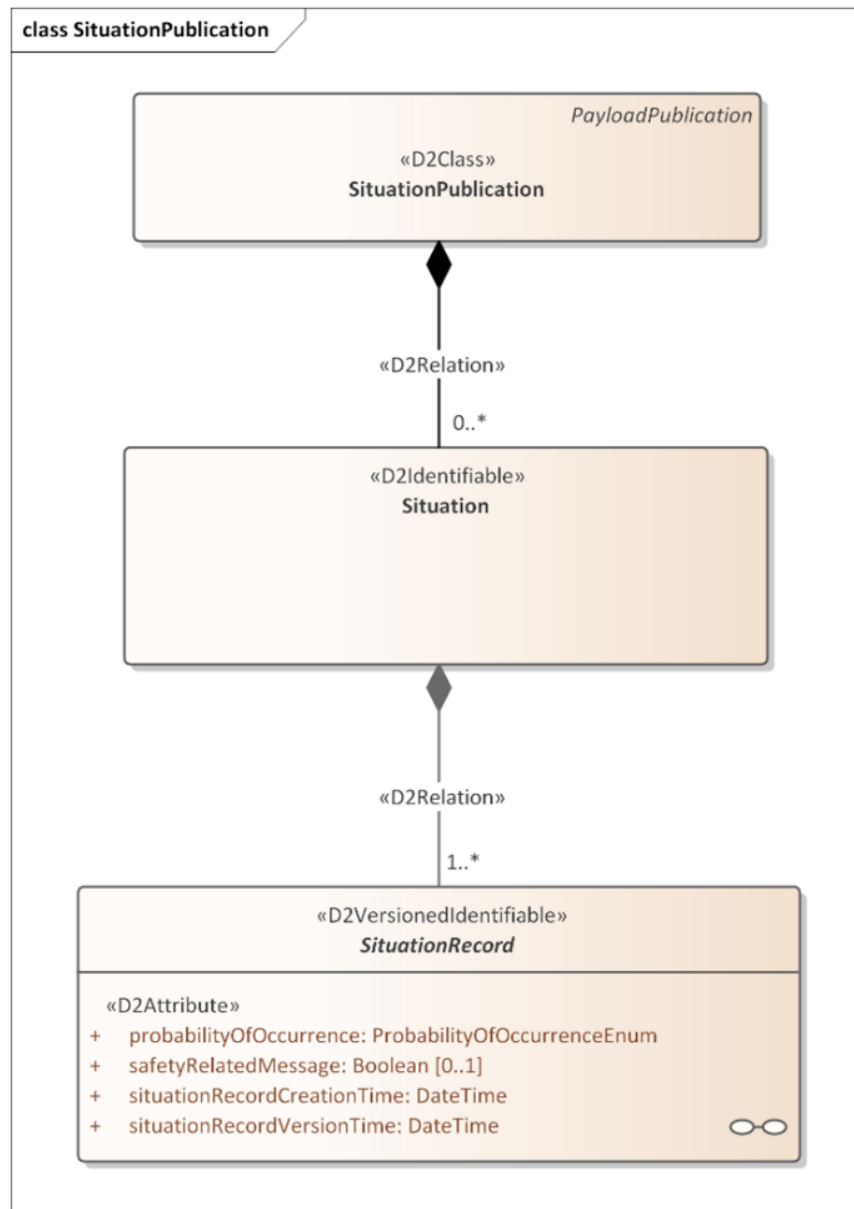 class SituationPublication
PayloadPublication
«D2Class»
SituationPublication
«D2Relation»
0..*
«D2Identifiable»
Situation
«D2Relation»
1..*
«D2VersionedIdentifiable»
SituationRecord
«D2Attribute»
+ probabilityOfOccurrence: ProbabilityOfOccurrenceEnum
+ safetyRelatedMessage: Boolean [0..1]
+ situationRecordCreationTime: DateTime
+ situationRecordVersionTime: DateTime